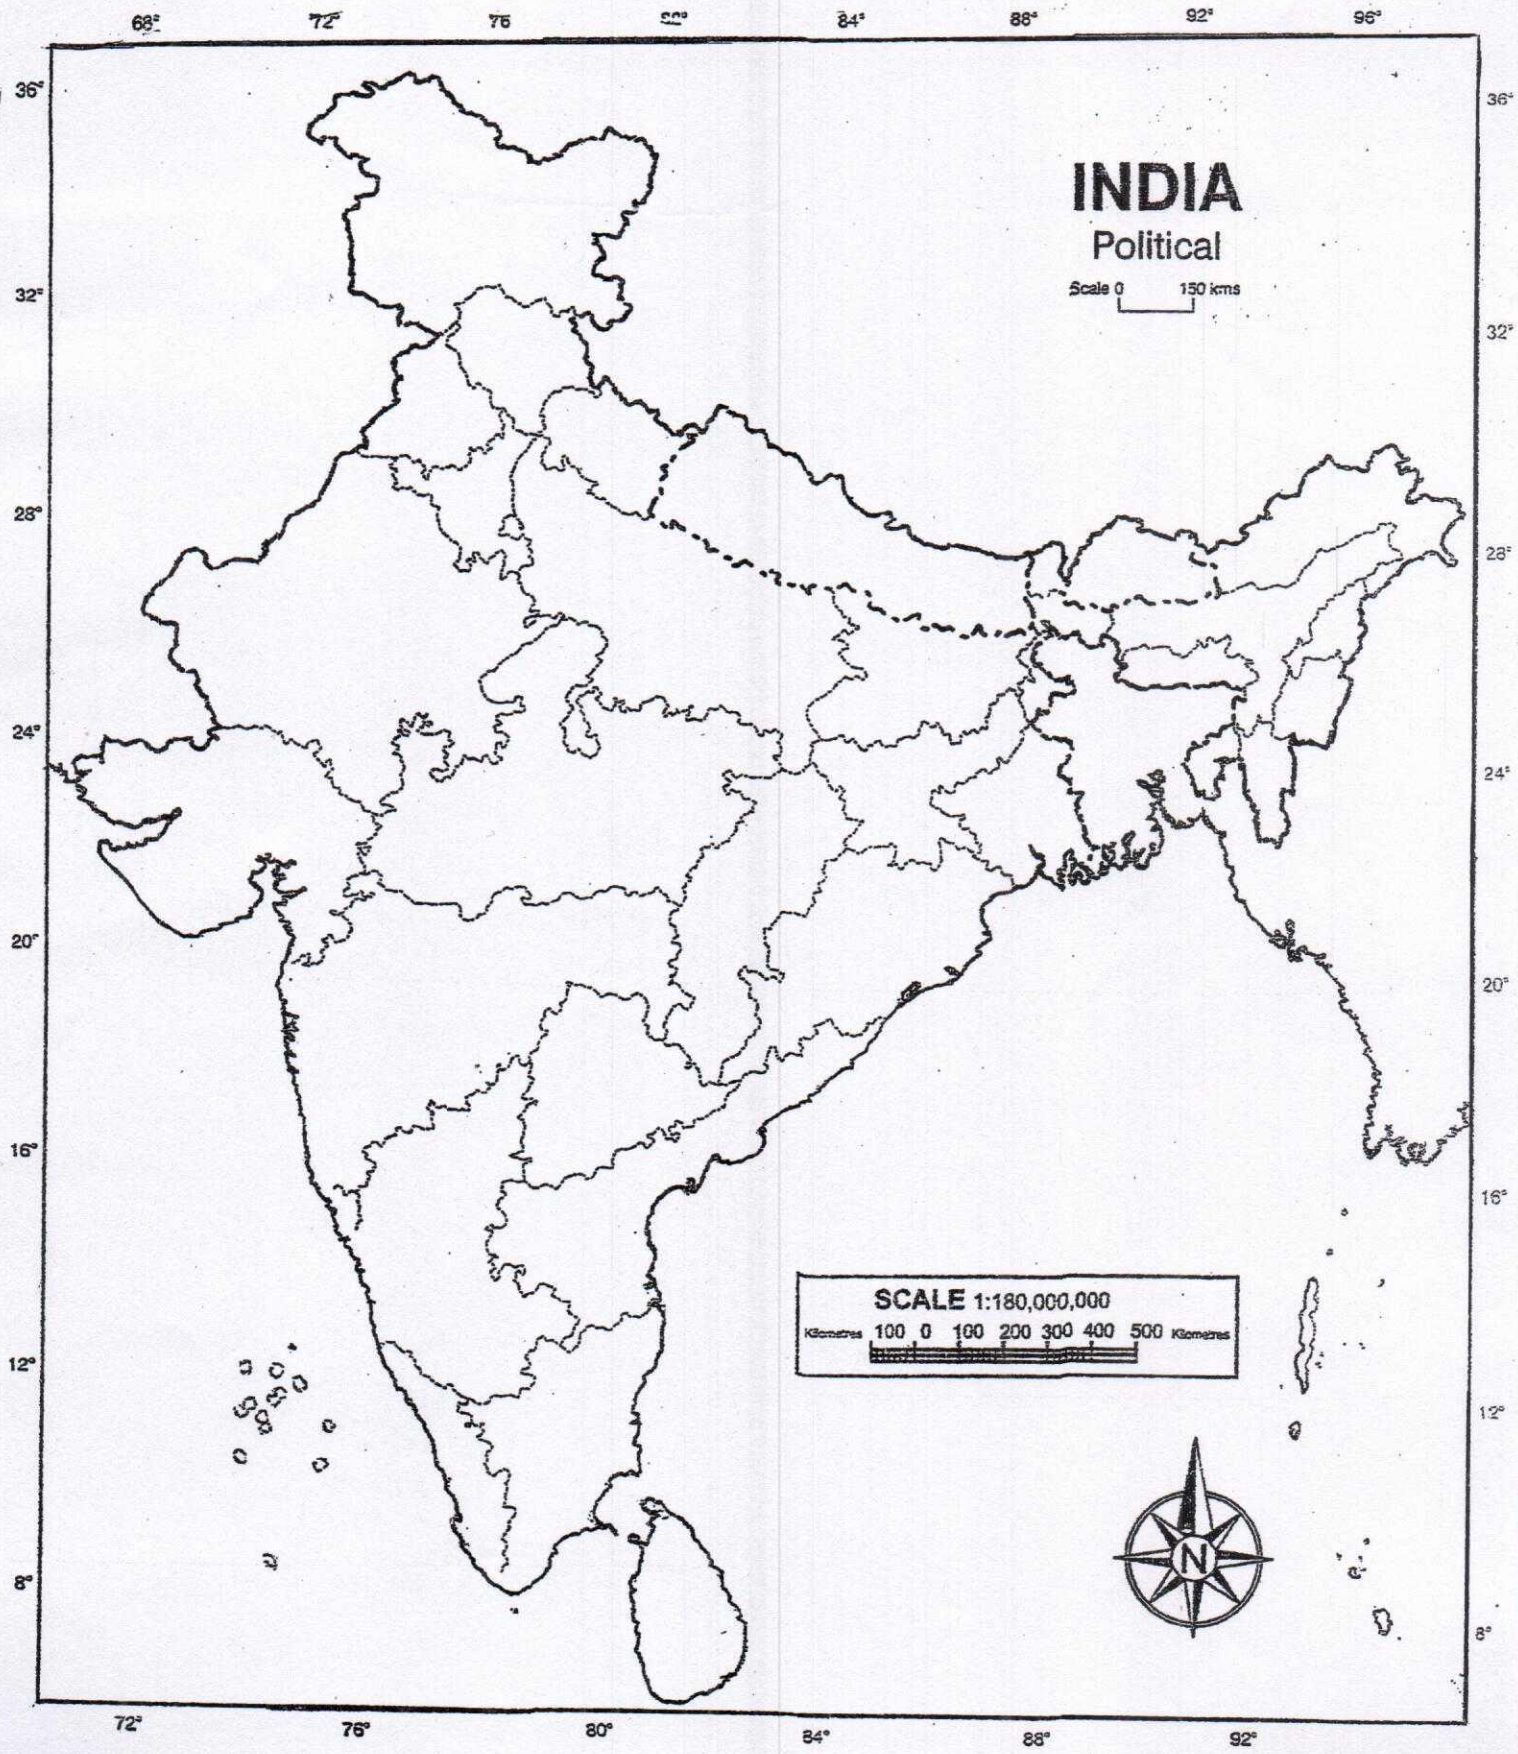 68° 72° 76 82° 84° 88° 92° 96°
36° 36°
INDIA
Political
Scale 0 150 kms
32° 32°
28° 28°
24° 24°
20° 20°
16° 16°
SCALE 1:180,000,000
Kilometres 100 0 100 200 300 400 500 Kilometres
12° 12°
N
8° 8°
72° 76° 80° 84° 88° 92°